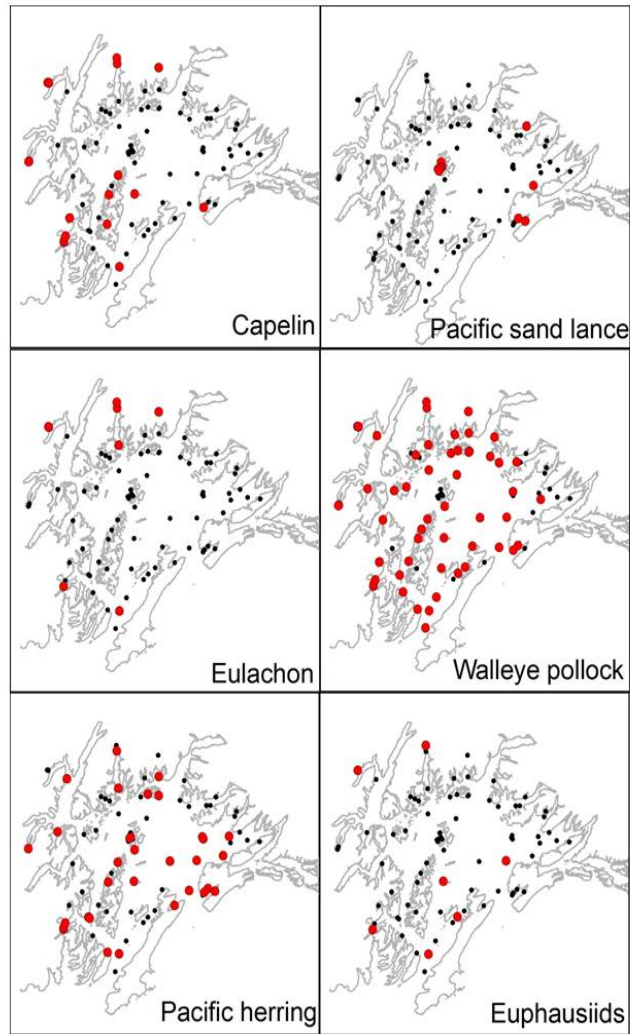 Capelin
Pacific sand lance
Eulachon
Walleye pollock
Pacific herring
Euphausiids